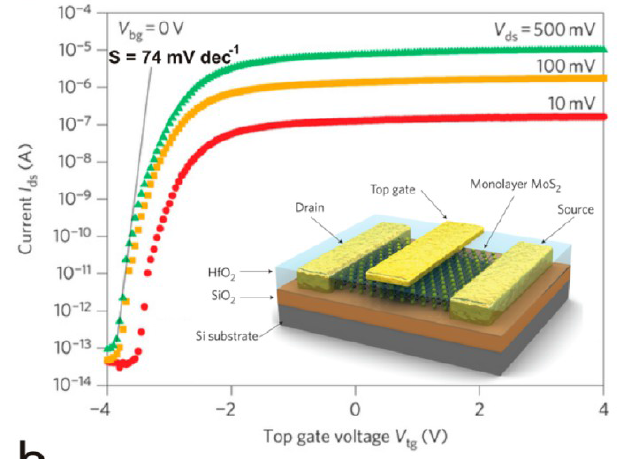 V_bg = 0 V
S = 74 mV dec⁻¹
V_ds = 500 mV
100 mV
10 mV
10⁻⁵
10⁻⁴
10⁻⁶
10⁻⁷
10⁻⁸
10⁻⁹
10⁻¹⁰
10⁻¹¹
10⁻¹²
10⁻¹³
10⁻¹⁴
Current I_ds (A)
Monolayer MoS₂
Top gate
Drain
Source
HfO₂
SiO₂
Si substrate
−4
−2
0
2
4
Top gate voltage V_tg (V)
b